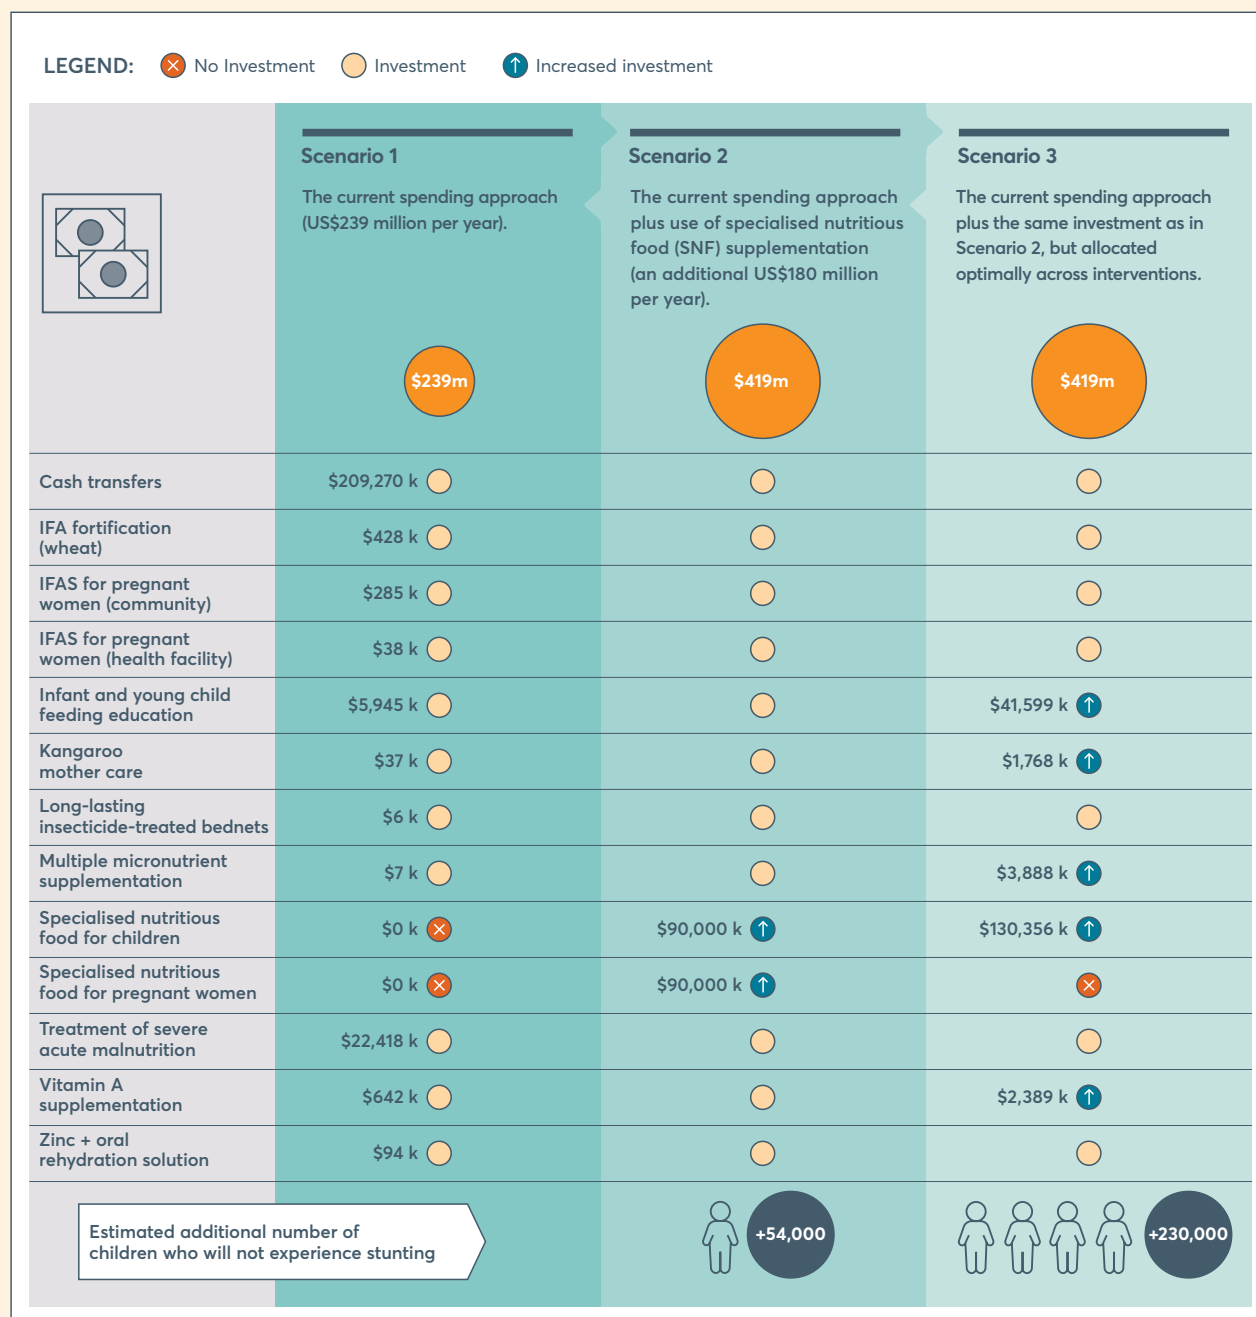 LEGEND: No Investment Investment Increased investment
Scenario 1
The current spending approach
(US$239 million per year).
$239m
Scenario 2
The current spending approach
plus use of specialised nutritious
food (SNF) supplementation
(an additional US$180 million
per year).
$419m
Scenario 3
The current spending approach
plus the same investment as in
Scenario 2, but allocated
optimally across interventions.
$419m
Cash transfers
$209,270 k
IFA fortification
(wheat)
$428 k
IFAS for pregnant
women (community)
$285 k
IFAS for pregnant
women (health facility)
$38 k
Infant and young child
feeding education
$5,945 k
$41,599 k
Kangaroo
mother care
$37 k
$1,768 k
Long-lasting
insecticide-treated bednets
$6 k
Multiple micronutrient
supplementation
$7 k
$3,888 k
Specialised nutritious
food for children
$0 k
$90,000 k
$130,356 k
Specialised nutritious
food for pregnant women
$0 k
$90,000 k
Treatment of severe
acute malnutrition
$22,418 k
Vitamin A
supplementation
$642 k
$2,389 k
Zinc + oral
rehydration solution
$94 k
Estimated additional number of
children who will not experience stunting
+54,000
+230,000